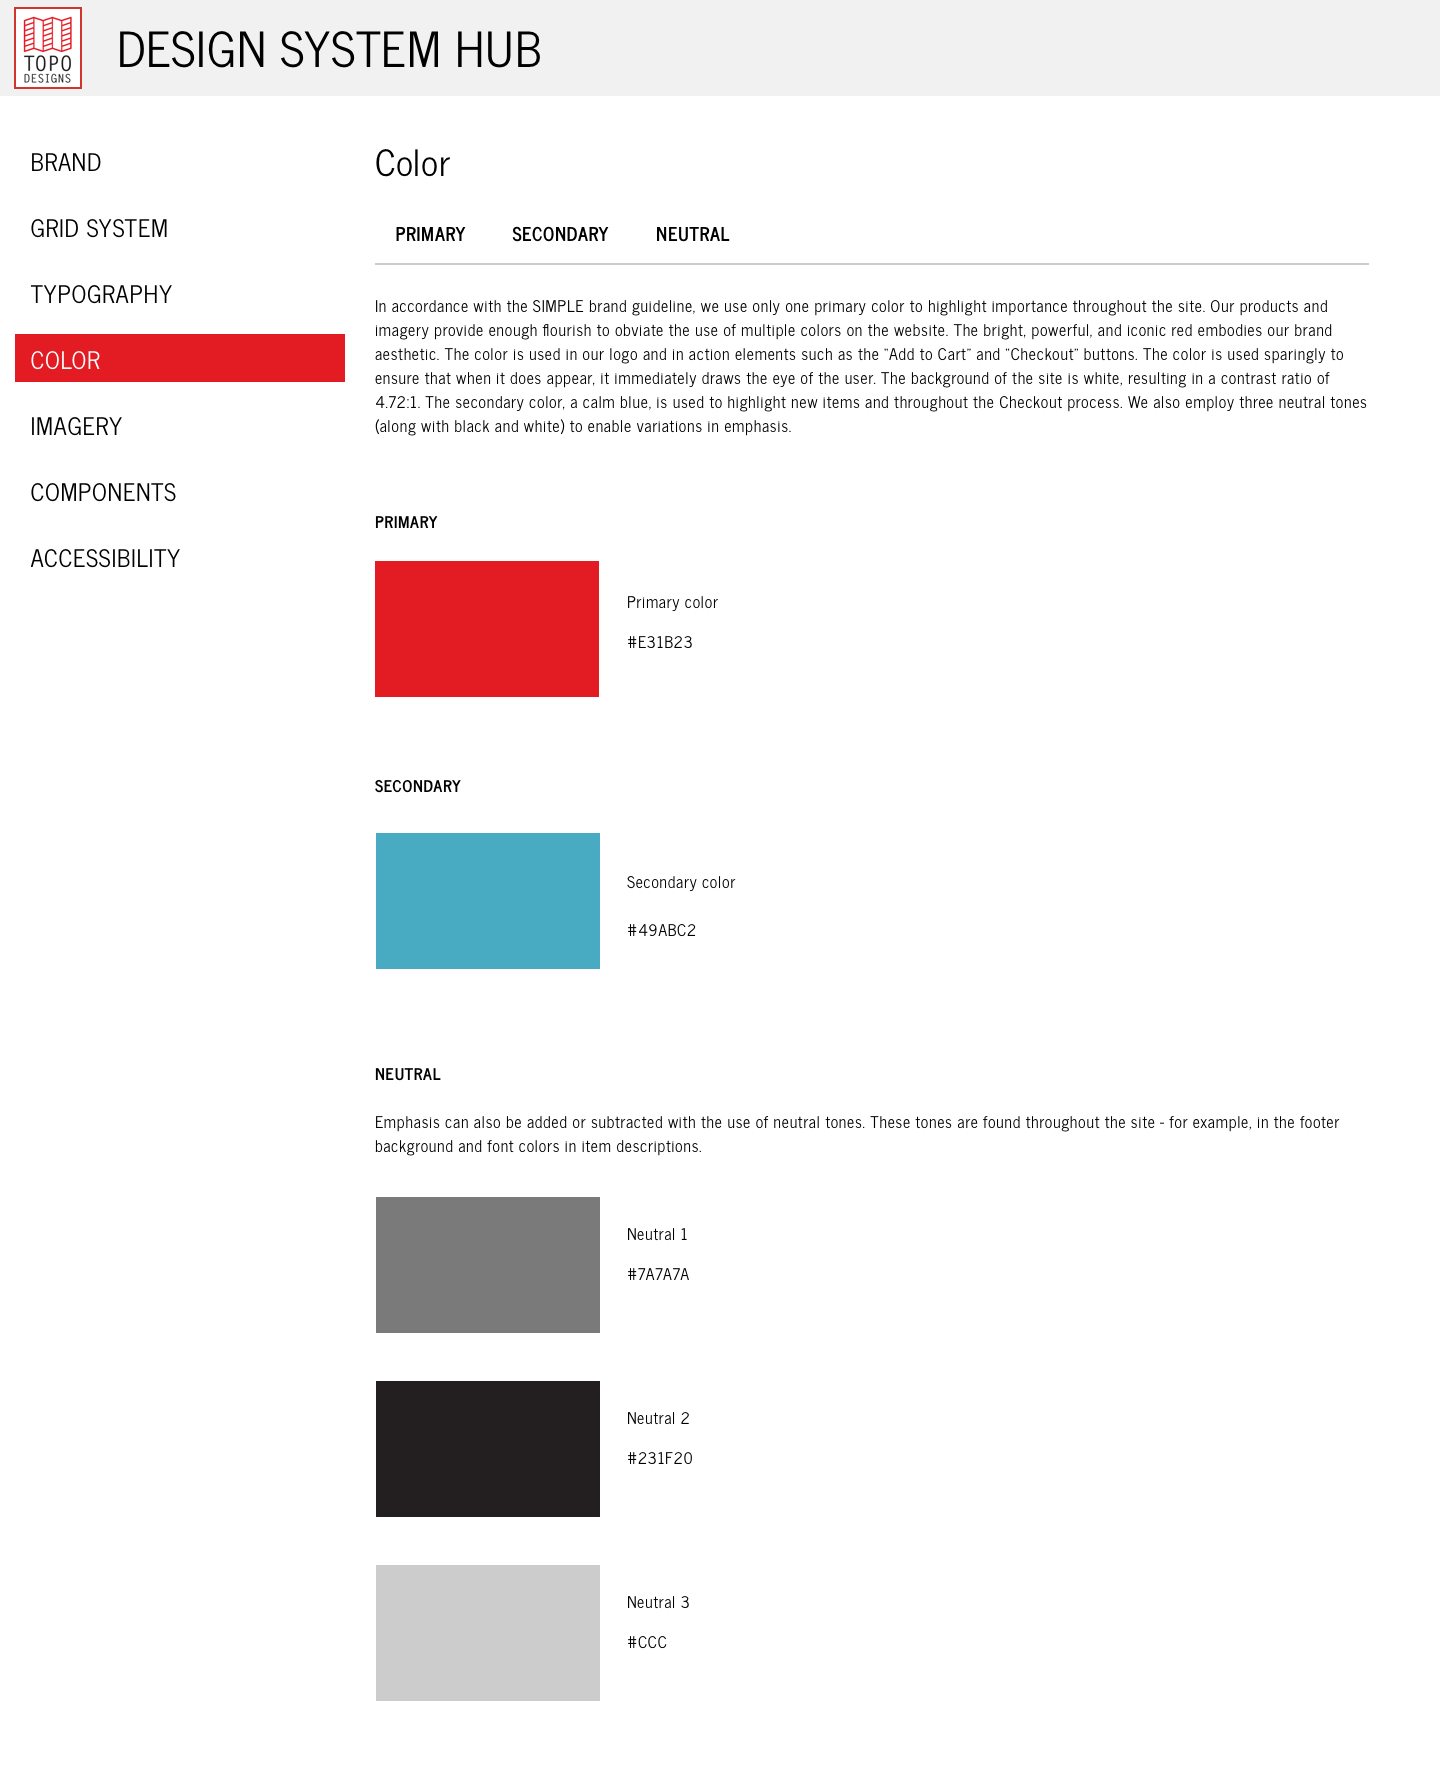 TOPO
DESIGNS
DESIGN SYSTEM HUB
BRAND
GRID SYSTEM
TYPOGRAPHY
COLOR
IMAGERY
COMPONENTS
ACCESSIBILITY
Color
PRIMARY SECONDARY NEUTRAL
In accordance with the SIMPLE brand guideline, we use only one primary color to highlight importance throughout the site. Our products and
imagery provide enough flourish to obviate the use of multiple colors on the website. The bright, powerful, and iconic red embodies our brand
aesthetic. The color is used in our logo and in action elements such as the "Add to Cart" and "Checkout" buttons. The color is used sparingly to
ensure that when it does appear, it immediately draws the eye of the user. The background of the site is white, resulting in a contrast ratio of
4.72:1. The secondary color, a calm blue, is used to highlight new items and throughout the Checkout process. We also employ three neutral tones
(along with black and white) to enable variations in emphasis.
PRIMARY
Primary color
#E31B23
SECONDARY
Secondary color
#49ABC2
NEUTRAL
Emphasis can also be added or subtracted with the use of neutral tones. These tones are found throughout the site - for example, in the footer
background and font colors in item descriptions.
Neutral 1
#7A7A7A
Neutral 2
#231F20
Neutral 3
#CCC